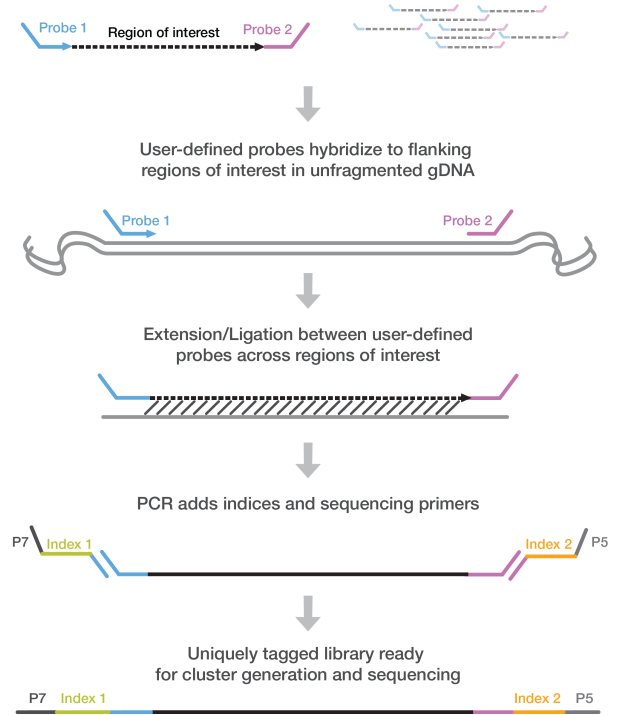 Probe 1
Region of interest
Probe 2
User-defined probes hybridize to flanking
regions of interest in unfragmented gDNA
Probe 1
Probe 2
Extension/Ligation between user-defined
probes across regions of interest
PCR adds indices and sequencing primers
P7
Index 1
Index 2
P5
Uniquely tagged library ready
for cluster generation and sequencing
P7
Index 1
Index 2
P5